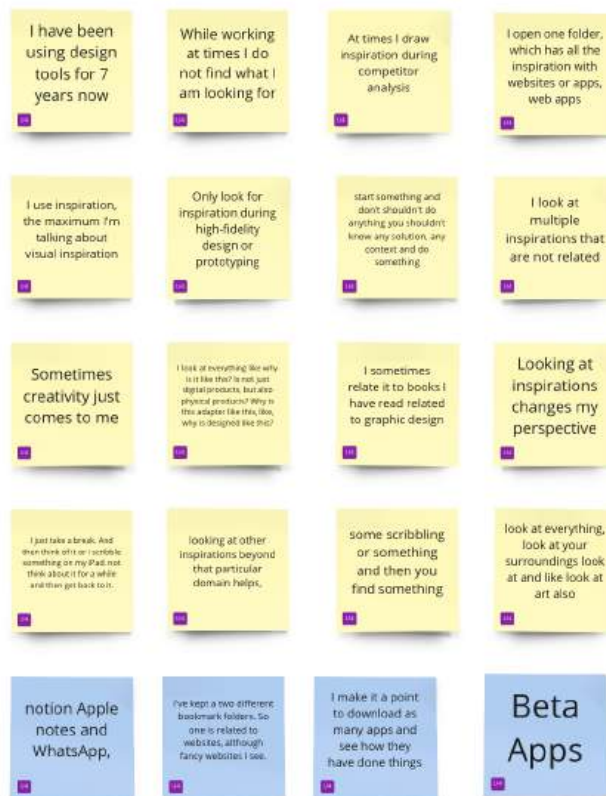 I have been
using design
tools for 7
years now
While working
at times I do
not find what I
am looking for
At times I draw
inspiration during
competitor
analysis
I open one folder,
which has all the
inspiration with
websites or apps,
web apps
I use inspiration,
the maximum I'm
talking about
visual inspiration
Only look for
inspiration during
high-fidelity
design or
prototyping
start something and
don't shouldn't do
anything you shouldn't
know any solution, any
context and do
something
I look at
multiple
inspirations that
are not related
Sometimes
creativity just
comes to me
I look at everything like why
is it like this? Is not just
digital products, but also
physical products? Why is
this adapter like this, like,
why is designed like this?
I sometimes
relate it to books I
have read related
to graphic design
Looking at
inspirations
changes my
perspective
I just take a break. And
then think of it or i scribble
something on my iPad. not
think about it for a while
and then get back to it.
looking at other
inspirations beyond
that particular
domain helps,
some scribbling
or something
and then you
find something
look at everything,
look at your
surroundings look
at and like look at
art also
notion Apple
notes and
WhatsApp,
I've kept a two different
bookmark folders. So
one is related to
websites, although
fancy websites I see.
I make it a point
to download as
many apps and
see how they
have done things
Beta
Apps